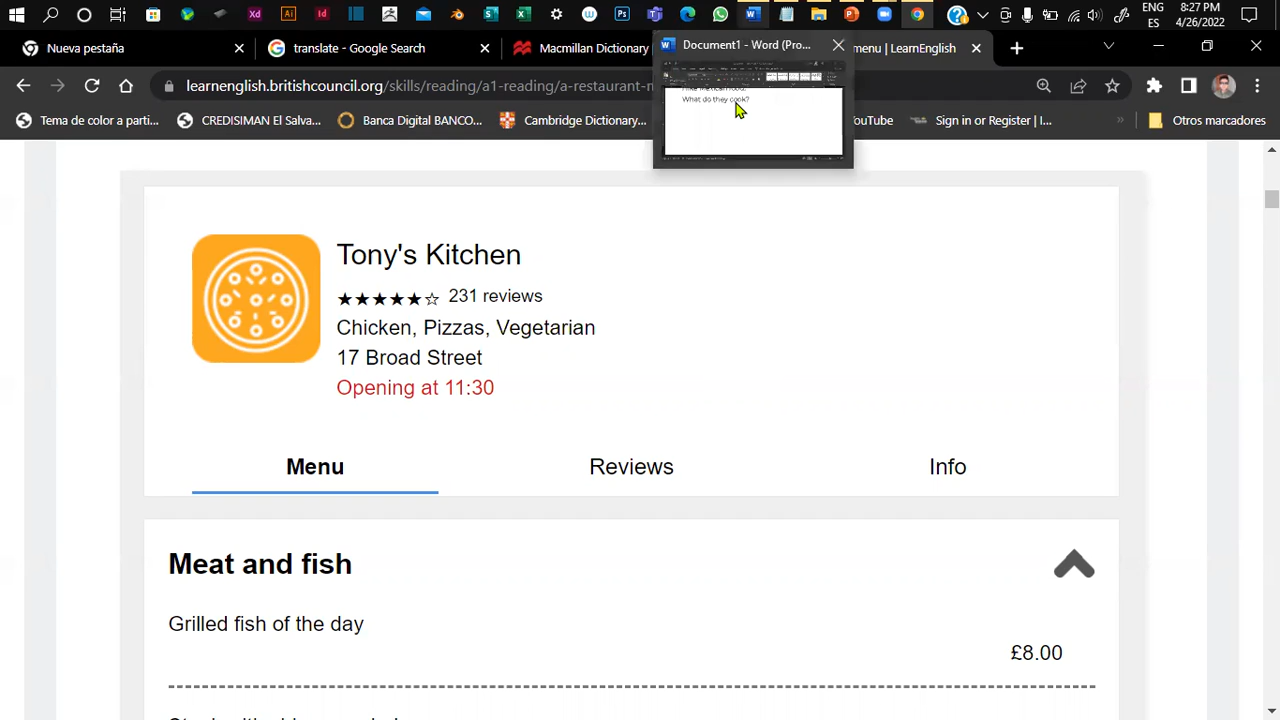 ENG
ES
8:27 PM
4/26/2022
Nueva pestaña
translate - Google Search
Macmillan Dictionary
Document1 - Word (Pro...
menu | LearnEnglish
learnenglish.britishcouncil.org/skills/reading/a1-reading/a-restaurant-m
What do they cook?
Tema de color a parti...
CREDISIMAN El Salva...
Banca Digital BANCO...
Cambridge Dictionary...
YouTube
Sign in or Register | I...
Otros marcadores
Tony's Kitchen
★★★★☆ 231 reviews
Chicken, Pizzas, Vegetarian
17 Broad Street
Opening at 11:30
Menu
Reviews
Info
Meat and fish
Grilled fish of the day
£8.00